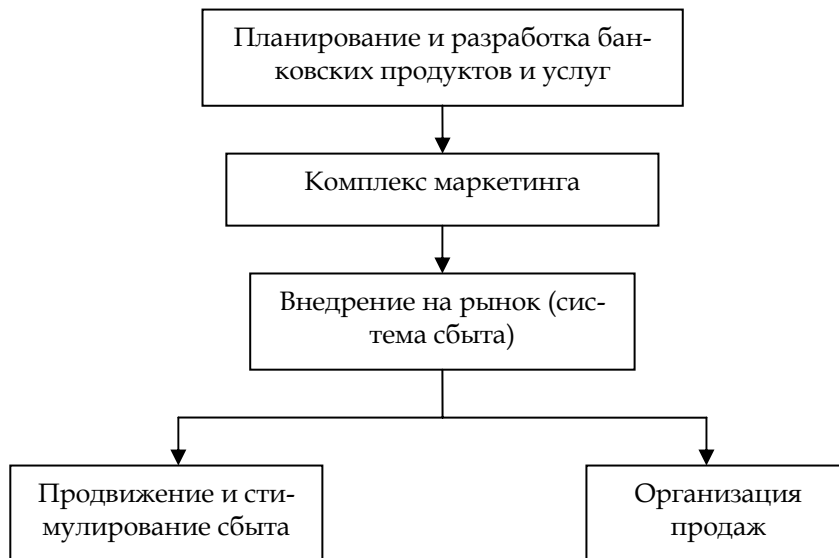 Планирование и разработка бан-
ковских продуктов и услуг
Комплекс маркетинга
Внедрение на рынок (сис-
тема сбыта)
Продвижение и сти-
мулирование сбыта
Организация
продаж